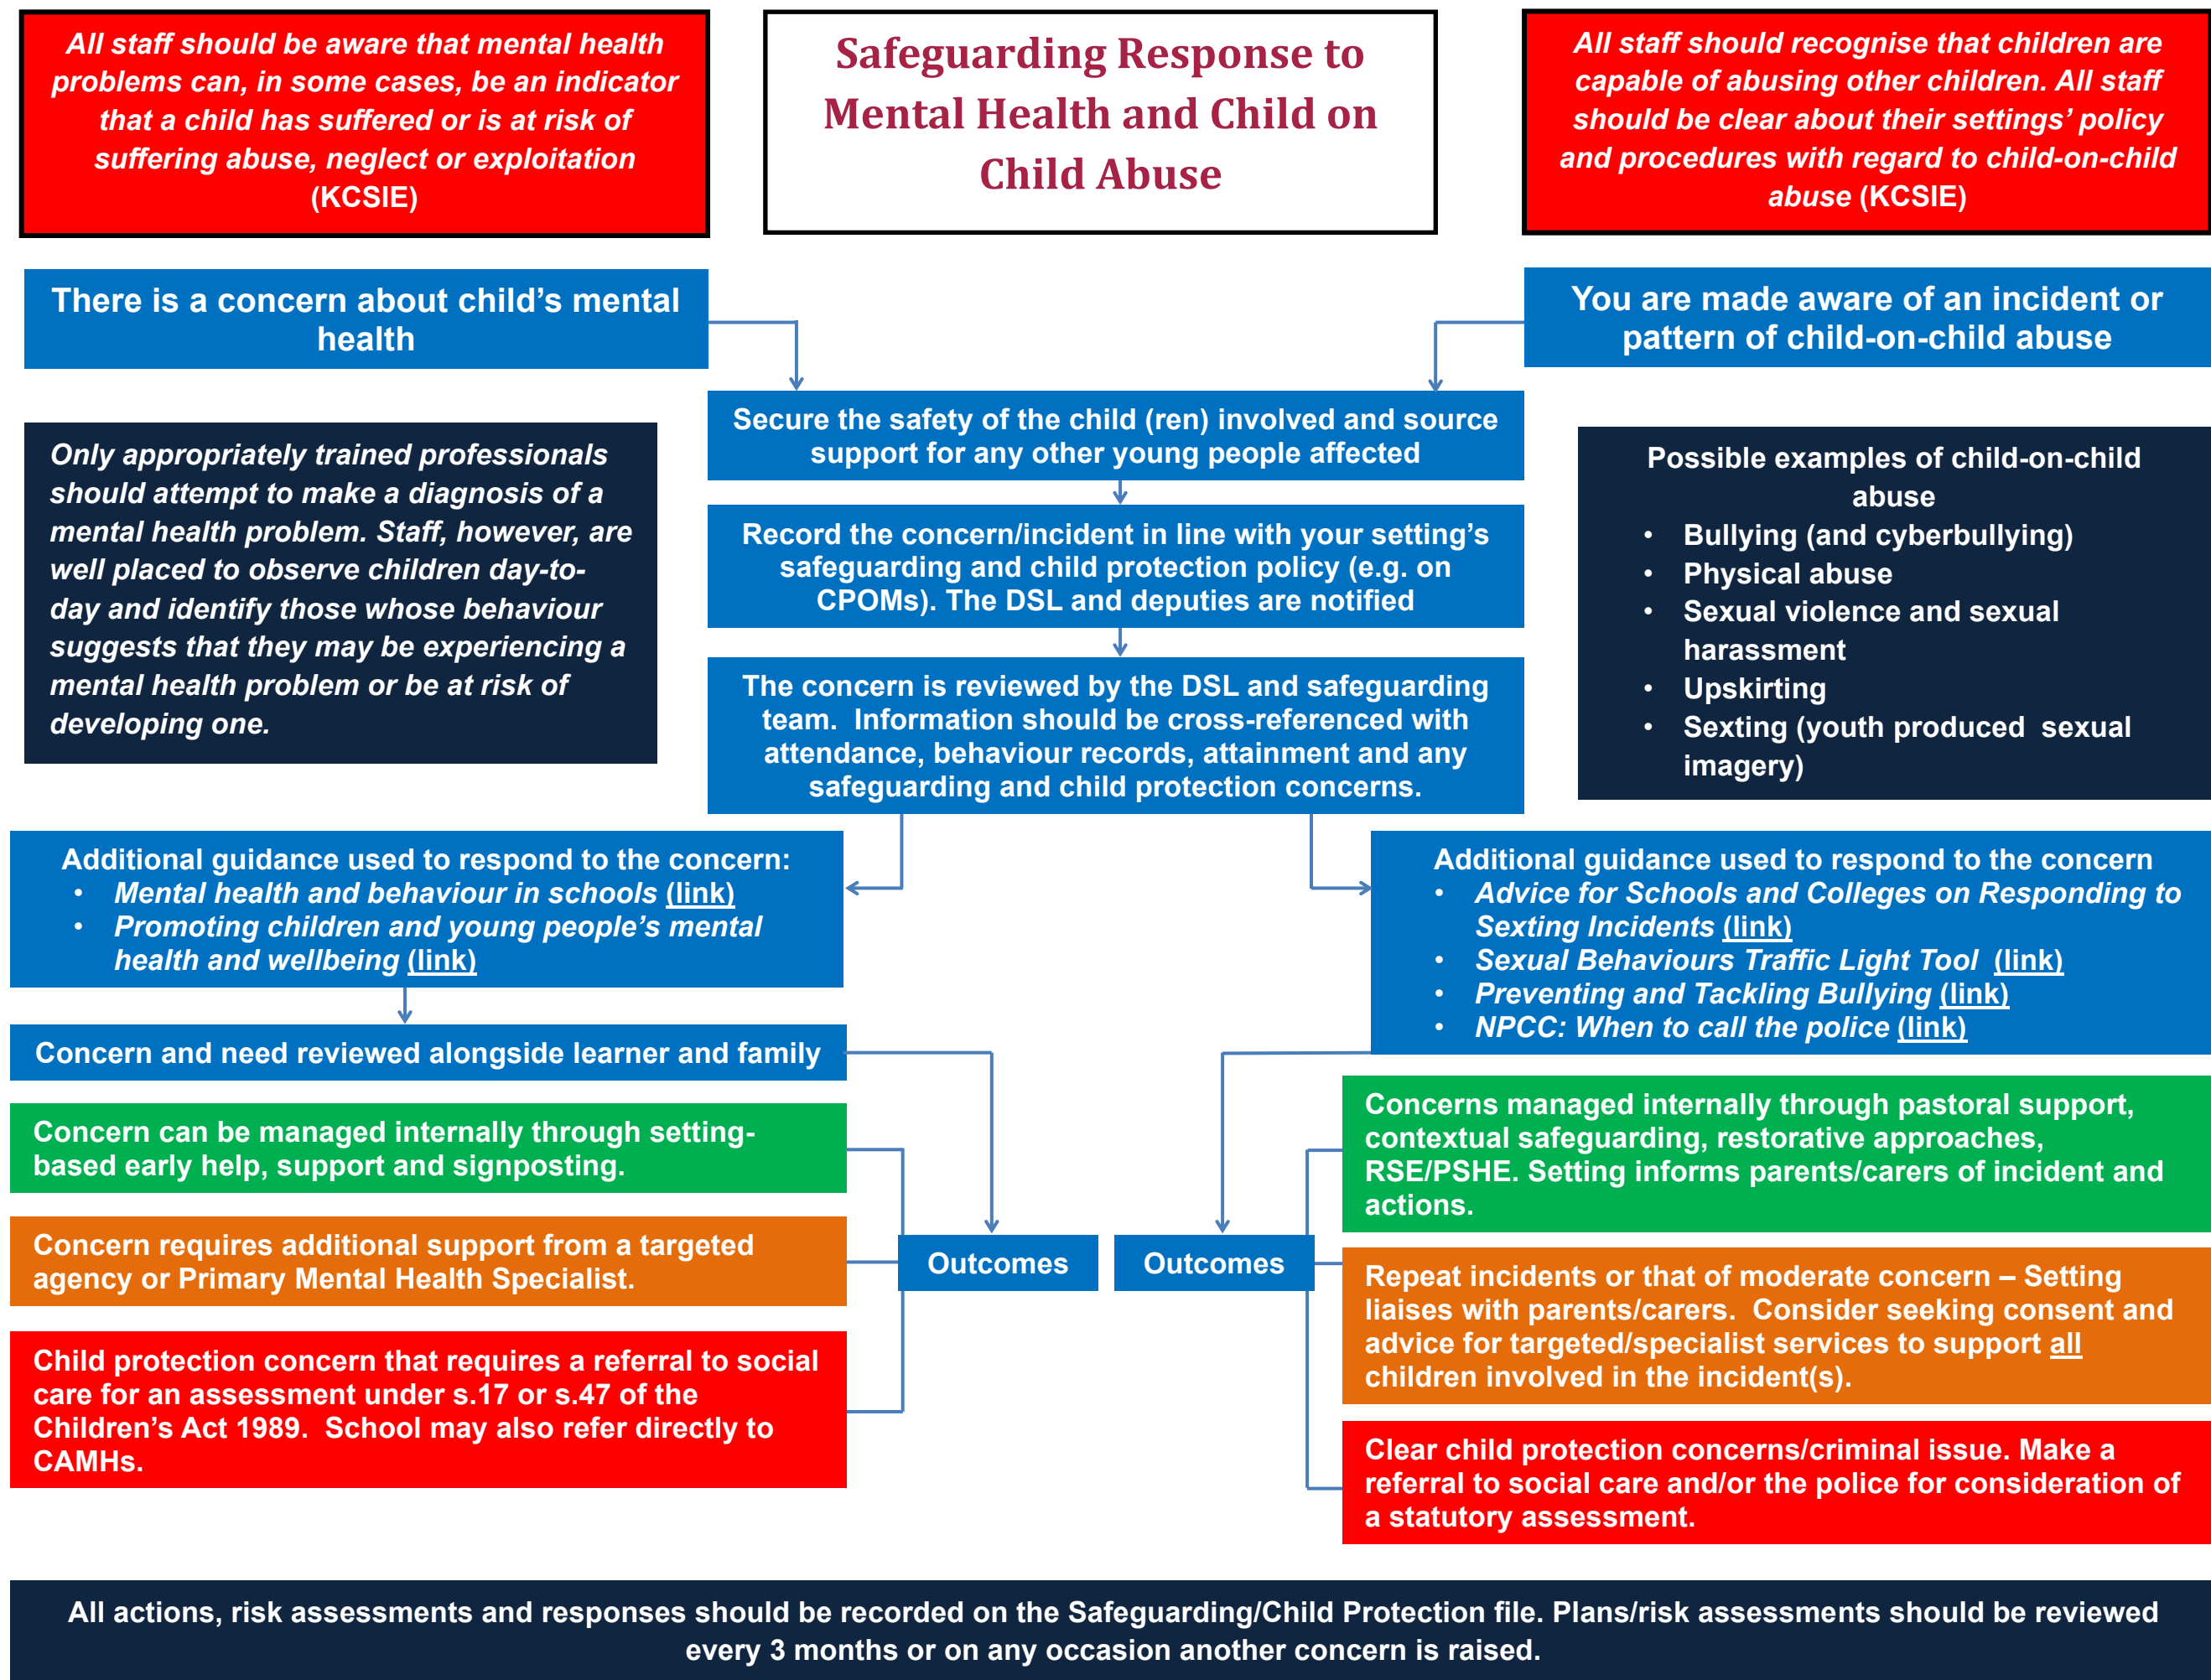 All staff should be aware that mental health
problems can, in some cases, be an indicator
that a child has suffered or is at risk of
suffering abuse, neglect or exploitation
(KCSIE)
Safeguarding Response to
Mental Health and Child on
Child Abuse
All staff should recognise that children are
capable of abusing other children. All staff
should be clear about their settings’ policy
and procedures with regard to child-on-child
abuse (KCSIE)
There is a concern about child’s mental
health
You are made aware of an incident or
pattern of child-on-child abuse
Secure the safety of the child (ren) involved and source
support for any other young people affected
Only appropriately trained professionals
should attempt to make a diagnosis of a
mental health problem. Staff, however, are
well placed to observe children day-to-
day and identify those whose behaviour
suggests that they may be experiencing a
mental health problem or be at risk of
developing one.
Record the concern/incident in line with your setting’s
safeguarding and child protection policy (e.g. on
CPOMs). The DSL and deputies are notified
The concern is reviewed by the DSL and safeguarding
team.  Information should be cross-referenced with
attendance, behaviour records, attainment and any
safeguarding and child protection concerns.
Possible examples of child-on-child
abuse
• Bullying (and cyberbullying)
• Physical abuse
• Sexual violence and sexual
harassment
• Upskirting
• Sexting (youth produced  sexual
imagery)
Additional guidance used to respond to the concern:
• Mental health and behaviour in schools (link)
• Promoting children and young people’s mental
health and wellbeing (link)
Additional guidance used to respond to the concern
• Advice for Schools and Colleges on Responding to
Sexting Incidents (link)
• Sexual Behaviours Traffic Light Tool  (link)
• Preventing and Tackling Bullying (link)
• NPCC: When to call the police (link)
Concern and need reviewed alongside learner and family
Concern can be managed internally through setting-
based early help, support and signposting.
Concern requires additional support from a targeted
agency or Primary Mental Health Specialist.
Child protection concern that requires a referral to social
care for an assessment under s.17 or s.47 of the
Children’s Act 1989.  School may also refer directly to
CAMHs.
Outcomes
Outcomes
Concerns managed internally through pastoral support,
contextual safeguarding, restorative approaches,
RSE/PSHE. Setting informs parents/carers of incident and
actions.
Repeat incidents or that of moderate concern – Setting
liaises with parents/carers.  Consider seeking consent and
advice for targeted/specialist services to support all
children involved in the incident(s).
Clear child protection concerns/criminal issue. Make a
referral to social care and/or the police for consideration of
a statutory assessment.
All actions, risk assessments and responses should be recorded on the Safeguarding/Child Protection file. Plans/risk assessments should be reviewed
every 3 months or on any occasion another concern is raised.